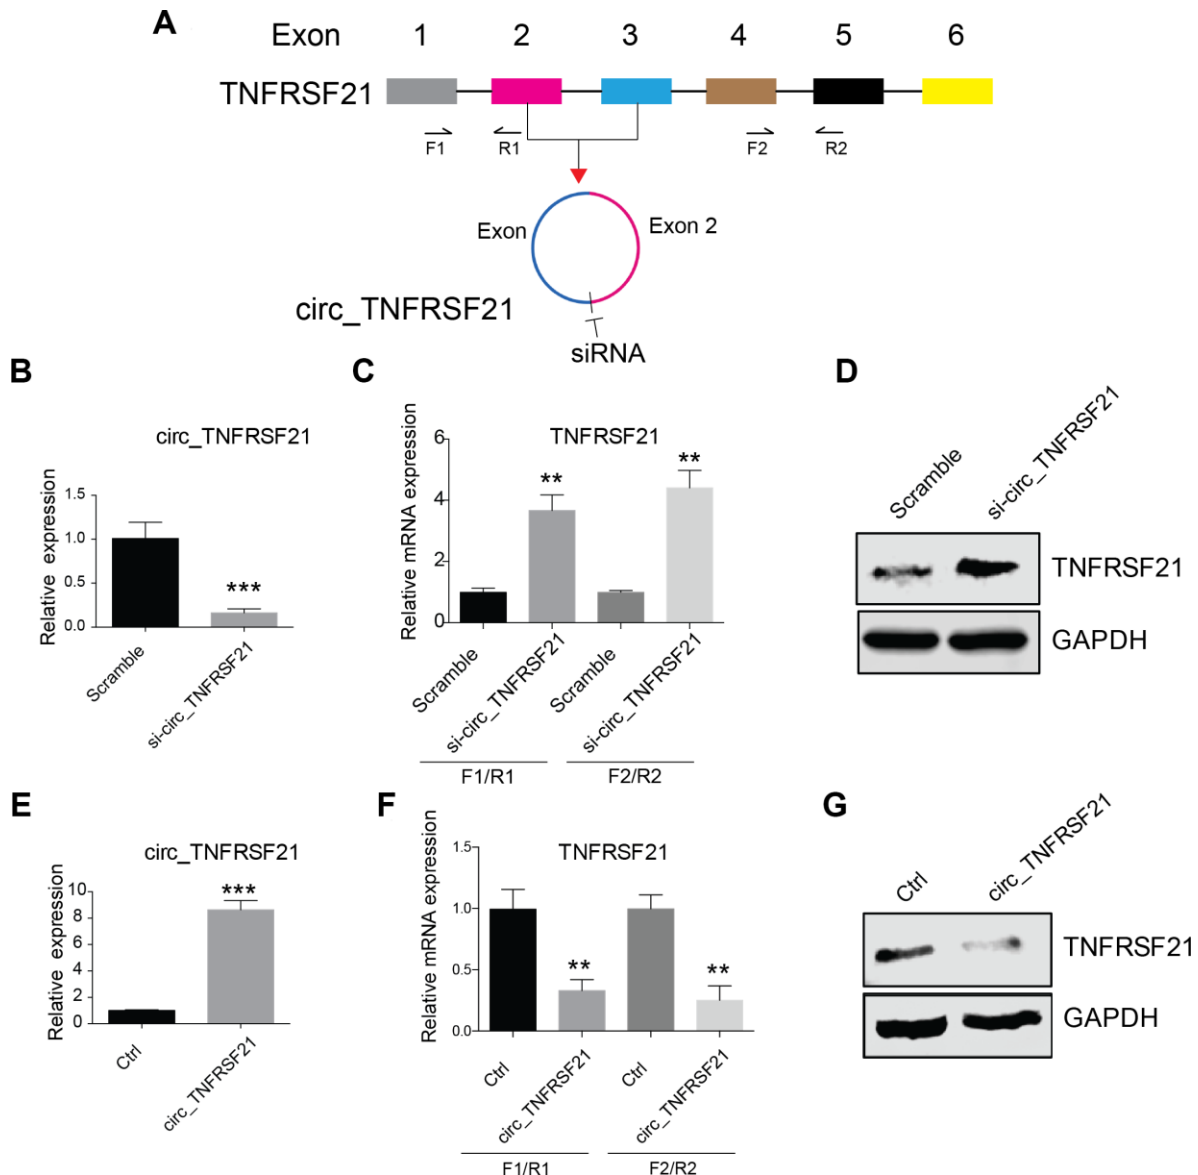 A
Exon 1 2 3 4 5 6
TNFRSF21
F1 R1 F2 R2
Exon Exon 2
circ_TNFRSF21
siRNA
B
circ_TNFRSF21
Relative expression
1.5
1.0
0.5
0.0
***
Scramble
si-circ_TNFRSF21
C
TNFRSF21
Relative mRNA expression
6
4
2
0
** **
Scramble
si-circ_TNFRSF21
Scramble
si-circ_TNFRSF21
F1/R1 F2/R2
D
Scramble
si-circ_TNFRSF21
TNFRSF21
GAPDH
E
circ_TNFRSF21
Relative expression
10
8
6
4
2
0
***
Ctrl
circ_TNFRSF21
F
TNFRSF21
Relative mRNA expression
1.5
1.0
0.5
0.0
** **
Ctrl
circ_TNFRSF21
Ctrl
circ_TNFRSF21
F1/R1 F2/R2
G
Ctrl
circ_TNFRSF21
TNFRSF21
GAPDH